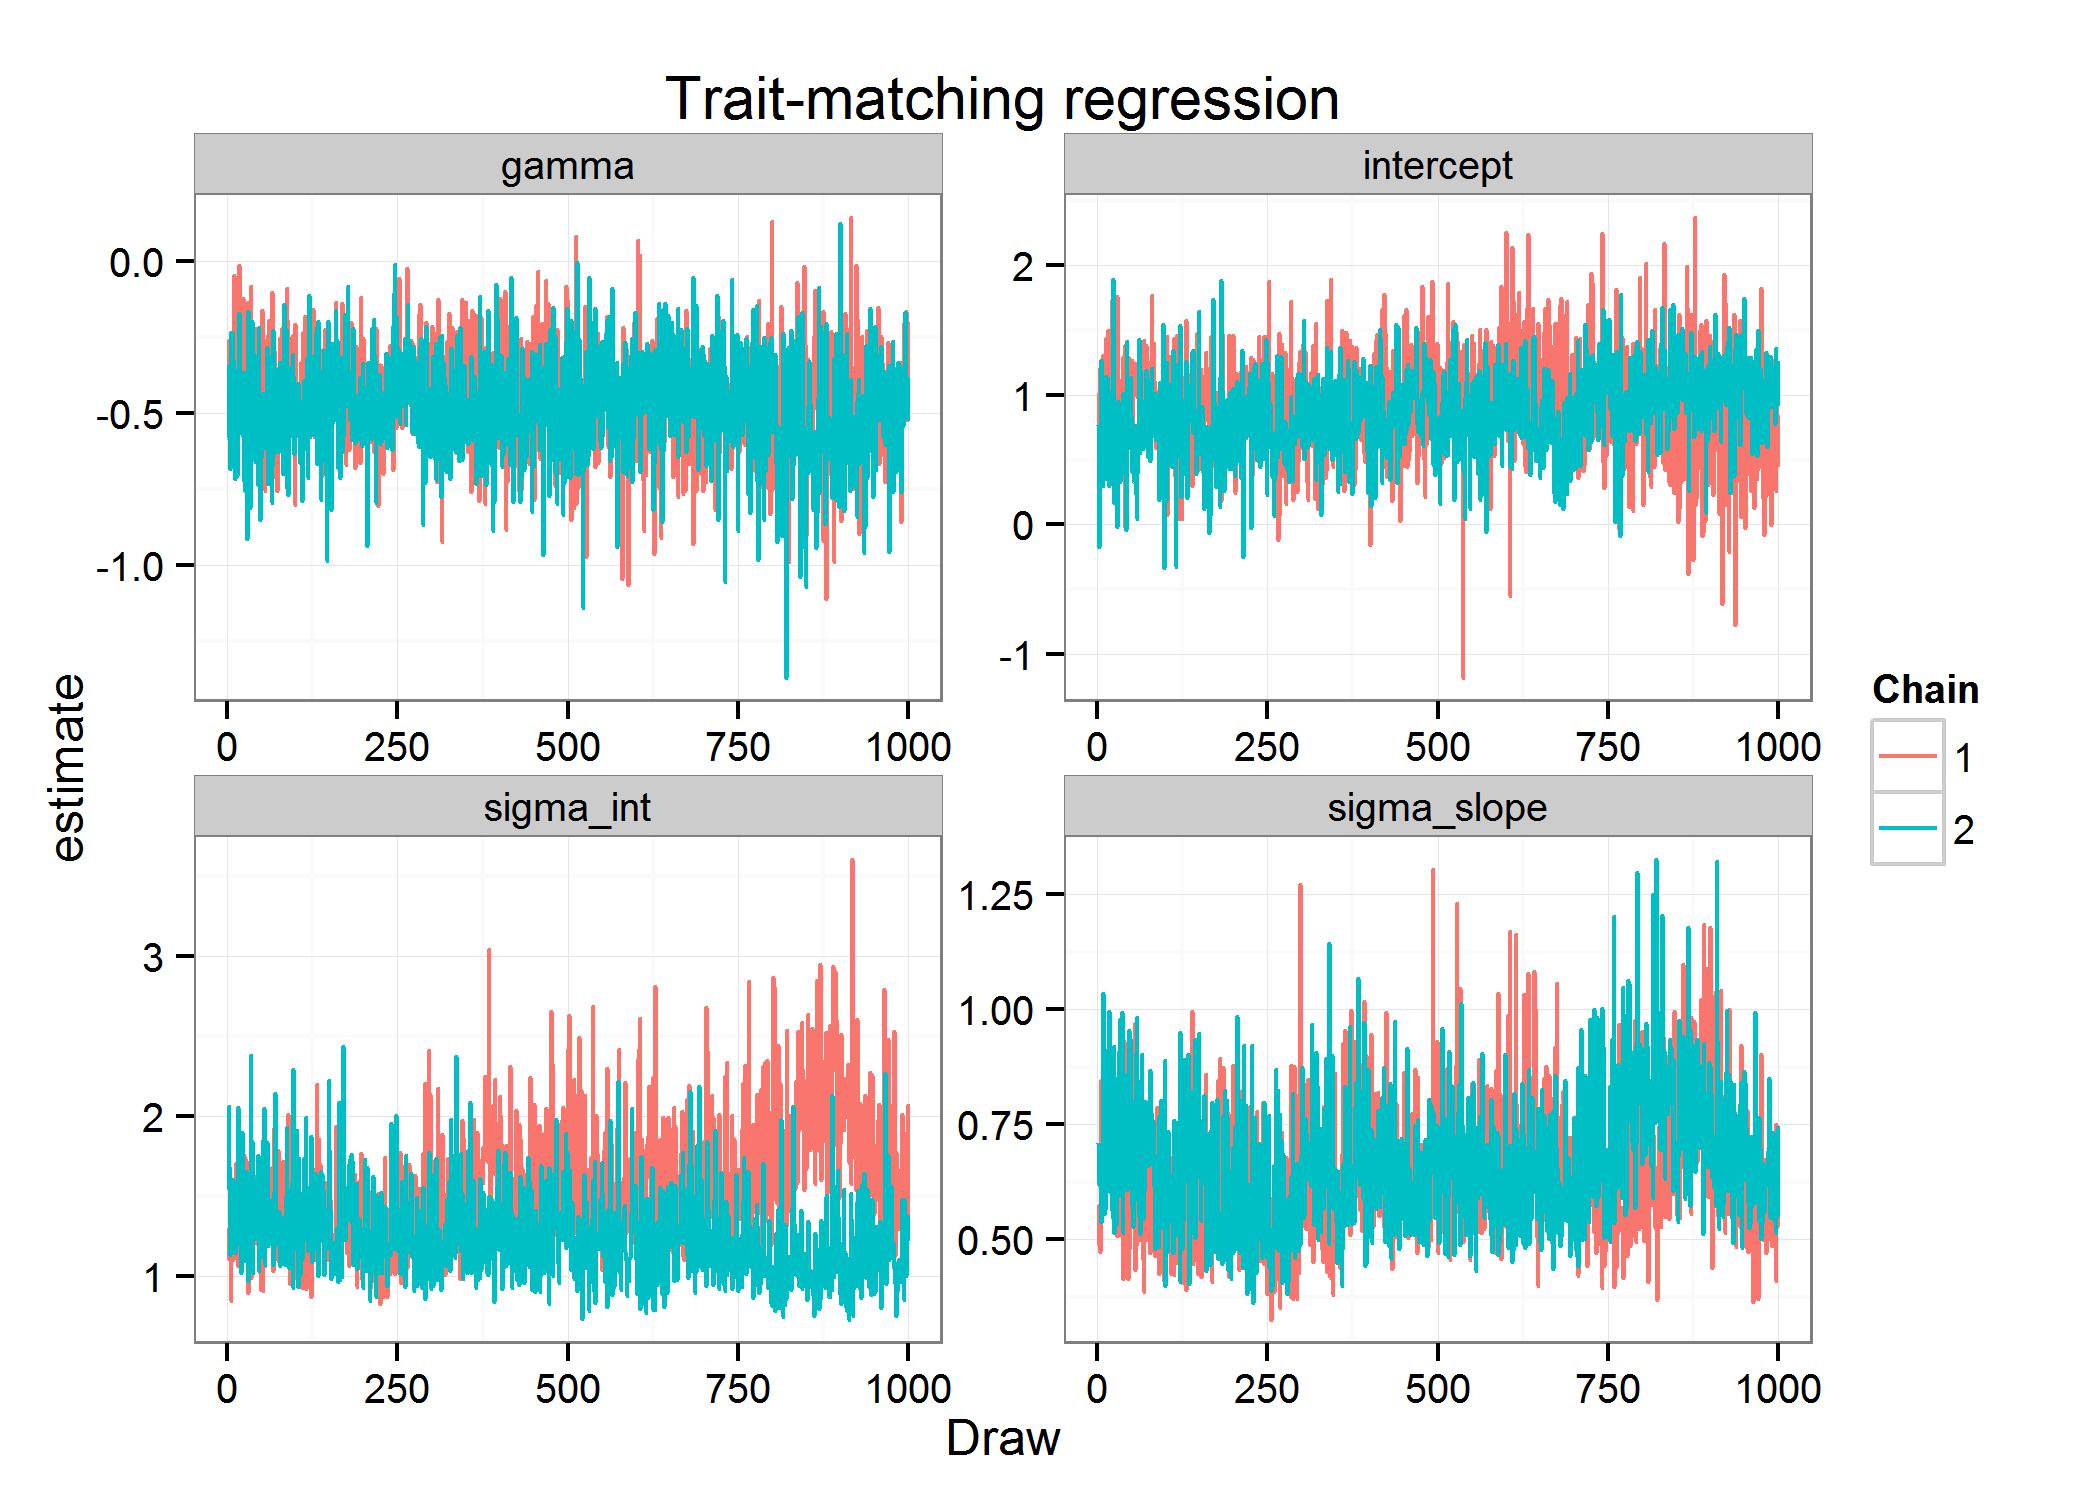 Trait-matching regression
gamma
intercept
0.0
-0.5
-1.0
2
1
0
-1
0 250 500 750 1000
0 250 500 750 1000
estimate
Chain
1
2
sigma_int
sigma_slope
3
2
1
1.25
1.00
0.75
0.50
0 250 500 750 1000
0 250 500 750 1000
Draw